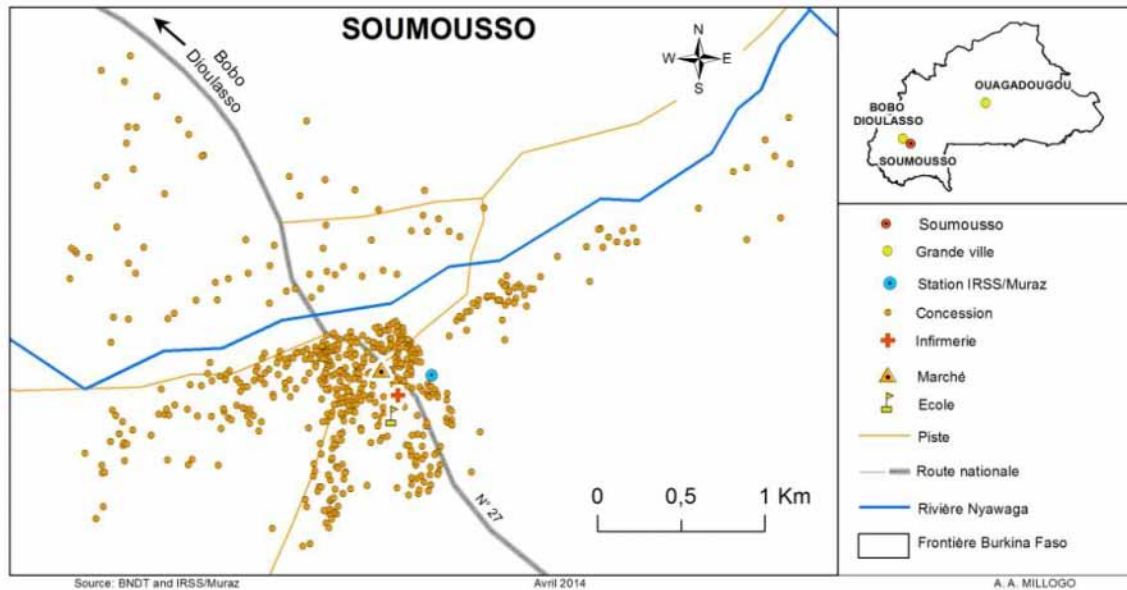 SOUMOUSSO
Bobo
Dioulasso
N
W E
S
N° 27
0 0,5 1 Km
OUAGADOUGOU
BOBO
DIOULASSO
SOUMOUSSO
Soumousso
Grande ville
Station IRSS/Muraz
Concession
Infirmerie
Marché
Ecole
Piste
Route nationale
Rivière Nyawaga
Frontière Burkina Faso
Source: BNDT and IRSS/Muraz
Avril 2014
A. A. MILLOGO